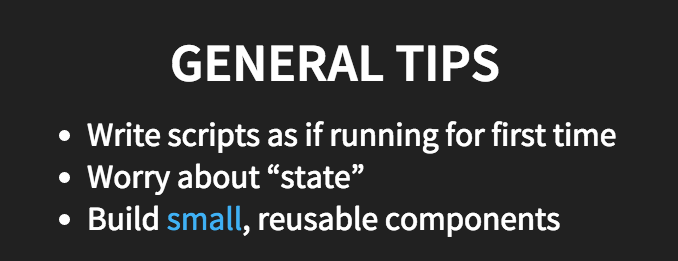 GENERAL TIPS
• Write scripts as if running for first time
• Worry about “state”
• Build small, reusable components